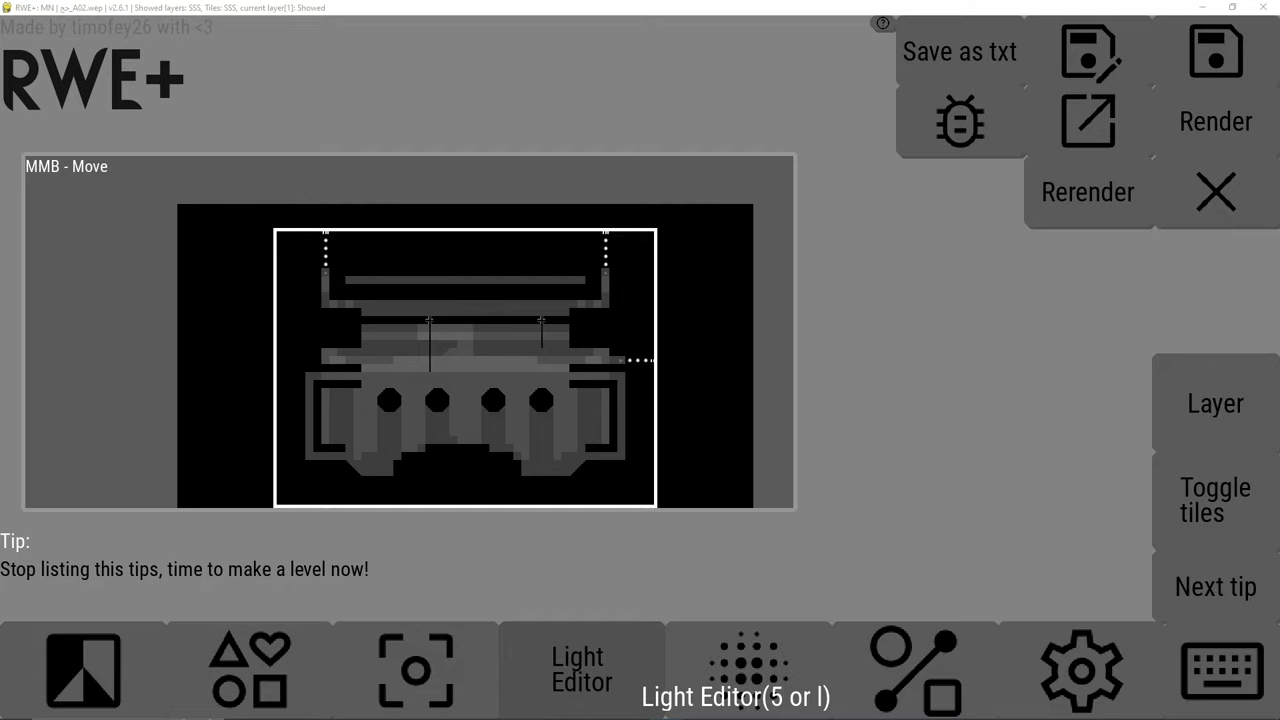 RWE+: MN | جح_A02.wep | v2.6.1 | Showed layers: SSS, Tiles: SSS, current layer[1]: Showed
Made by timofey26 with <3
RWE+
Save as txt
Render
Rerender
MMB - Move
Layer
Toggle
tiles
Next tip
Tip:
Stop listing this tips, time to make a level now!
Light
Editor
Light Editor(5 or l)